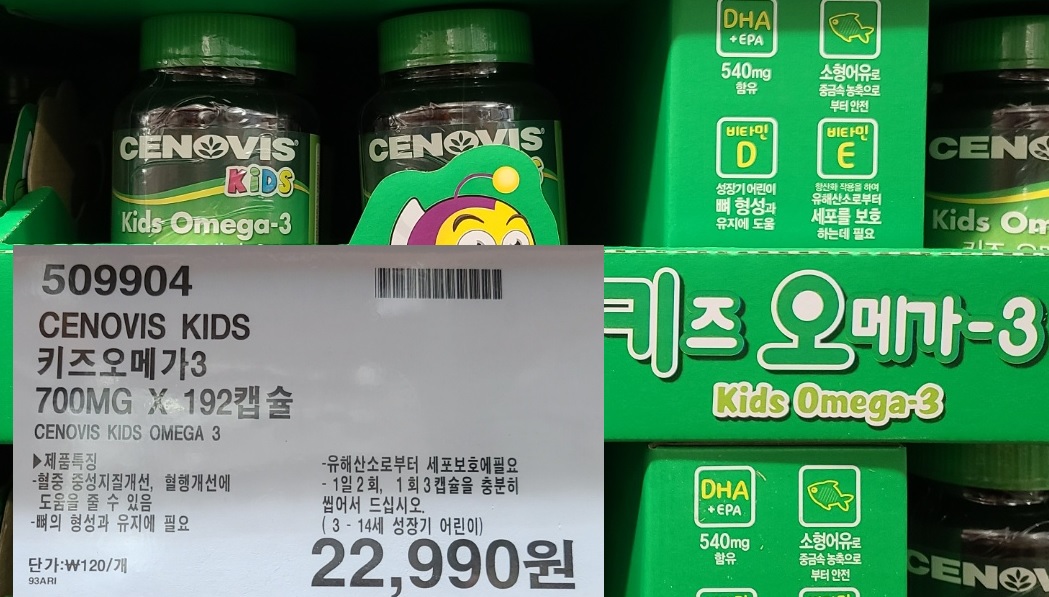 CENOVIS
KiDS
Kids Omega-3
CENOVIS
DHA
+EPA
540mg
함유
소형어유로
중금속 농축으로
부터 안전
비타민
D
성장기 어린이
뼈 형성과
유지에 도움
비타민
E
항산화 작용을 하여
유해산소로부터
세포를 보호
하는데 필요
CENO
Kids Om
키즈
509904
CENOVIS KIDS
키즈오메가3
700MG X 192캡슐
CENOVIS KIDS OMEGA 3
▶제품특징
-혈중 중성지질개선, 혈행개선에
도움을 줄 수 있음
-뼈의 형성과 유지에 필요
-유해산소로부터 세포보호에필요
- 1일2회, 1회3캡슐을 충분히
씹어서 드십시오.
( 3 - 14세 성장기 어린이)
단가:₩120/개
93ARI
22,990원
키즈 오메가-3
Kids Omega-3
DHA
+EPA
540mg
함유
소형어유로
중금속 농축으로
부터 안전
CENOV